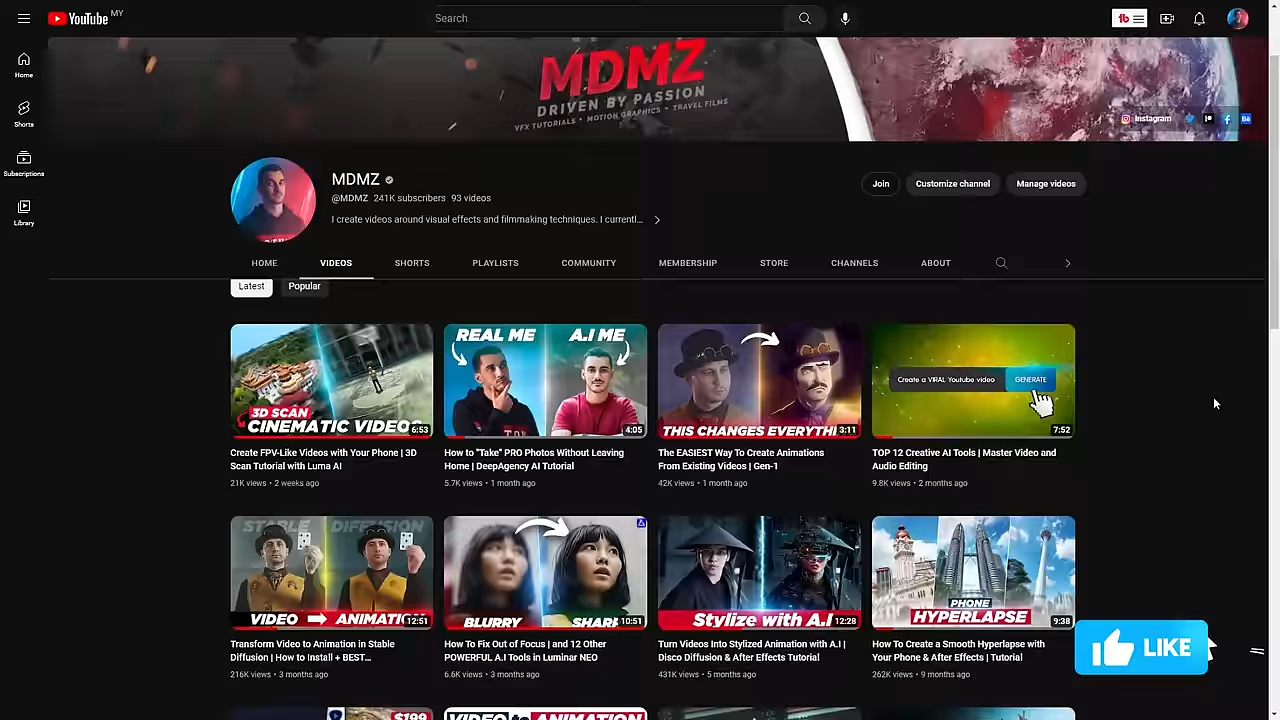 YouTube MY
Search
fb
Home
Shorts
Subscriptions
Library
MDMZ
DRIVEN BY PASSION
VFX TUTORIALS • MOTION GRAPHICS • TRAVEL FILMS
Instagram
MDMZ
@MDMZ 241K subscribers 93 videos
I create videos around visual effects and filmmaking techniques. I currentl...
Join Customize channel Manage videos
HOME VIDEOS SHORTS PLAYLISTS COMMUNITY MEMBERSHIP STORE CHANNELS ABOUT
Latest Popular
3D SCAN
CINEMATIC VIDEO
6:53
REAL ME A.I ME
4:05
THIS CHANGES EVERYTHI
3:11
Create a VIRAL Youtube video GENERATE
7:52
Create FPV-Like Videos with Your Phone | 3D
Scan Tutorial with Luma AI
21K views • 2 weeks ago
How to "Take" PRO Photos Without Leaving
Home | DeepAgency AI Tutorial
5.7K views • 1 month ago
The EASIEST Way To Create Animations
From Existing Videos | Gen-1
42K views • 1 month ago
TOP 12 Creative AI Tools | Master Video and
Audio Editing
9.8K views • 2 months ago
STABLE DIFFUSION
VIDEO ANIMATI
12:51
BLURRY SHARP
10:51
Stylize with A.I
12:28
PHONE
HYPERLAPSE
9:38
Transform Video to Animation in Stable
Diffusion | How to Install + BEST...
216K views • 3 months ago
How To Fix Out of Focus | and 12 Other
POWERFUL A.I Tools in Luminar NEO
6.6K views • 3 months ago
Turn Videos Into Stylized Animation with A.I |
Disco Diffusion & After Effects Tutorial
431K views • 5 months ago
How To Create a Smooth Hyperlapse with
Your Phone & After Effects | Tutorial
262K views • 9 months ago
LIKE
$199
VIDEO to ANIMATION